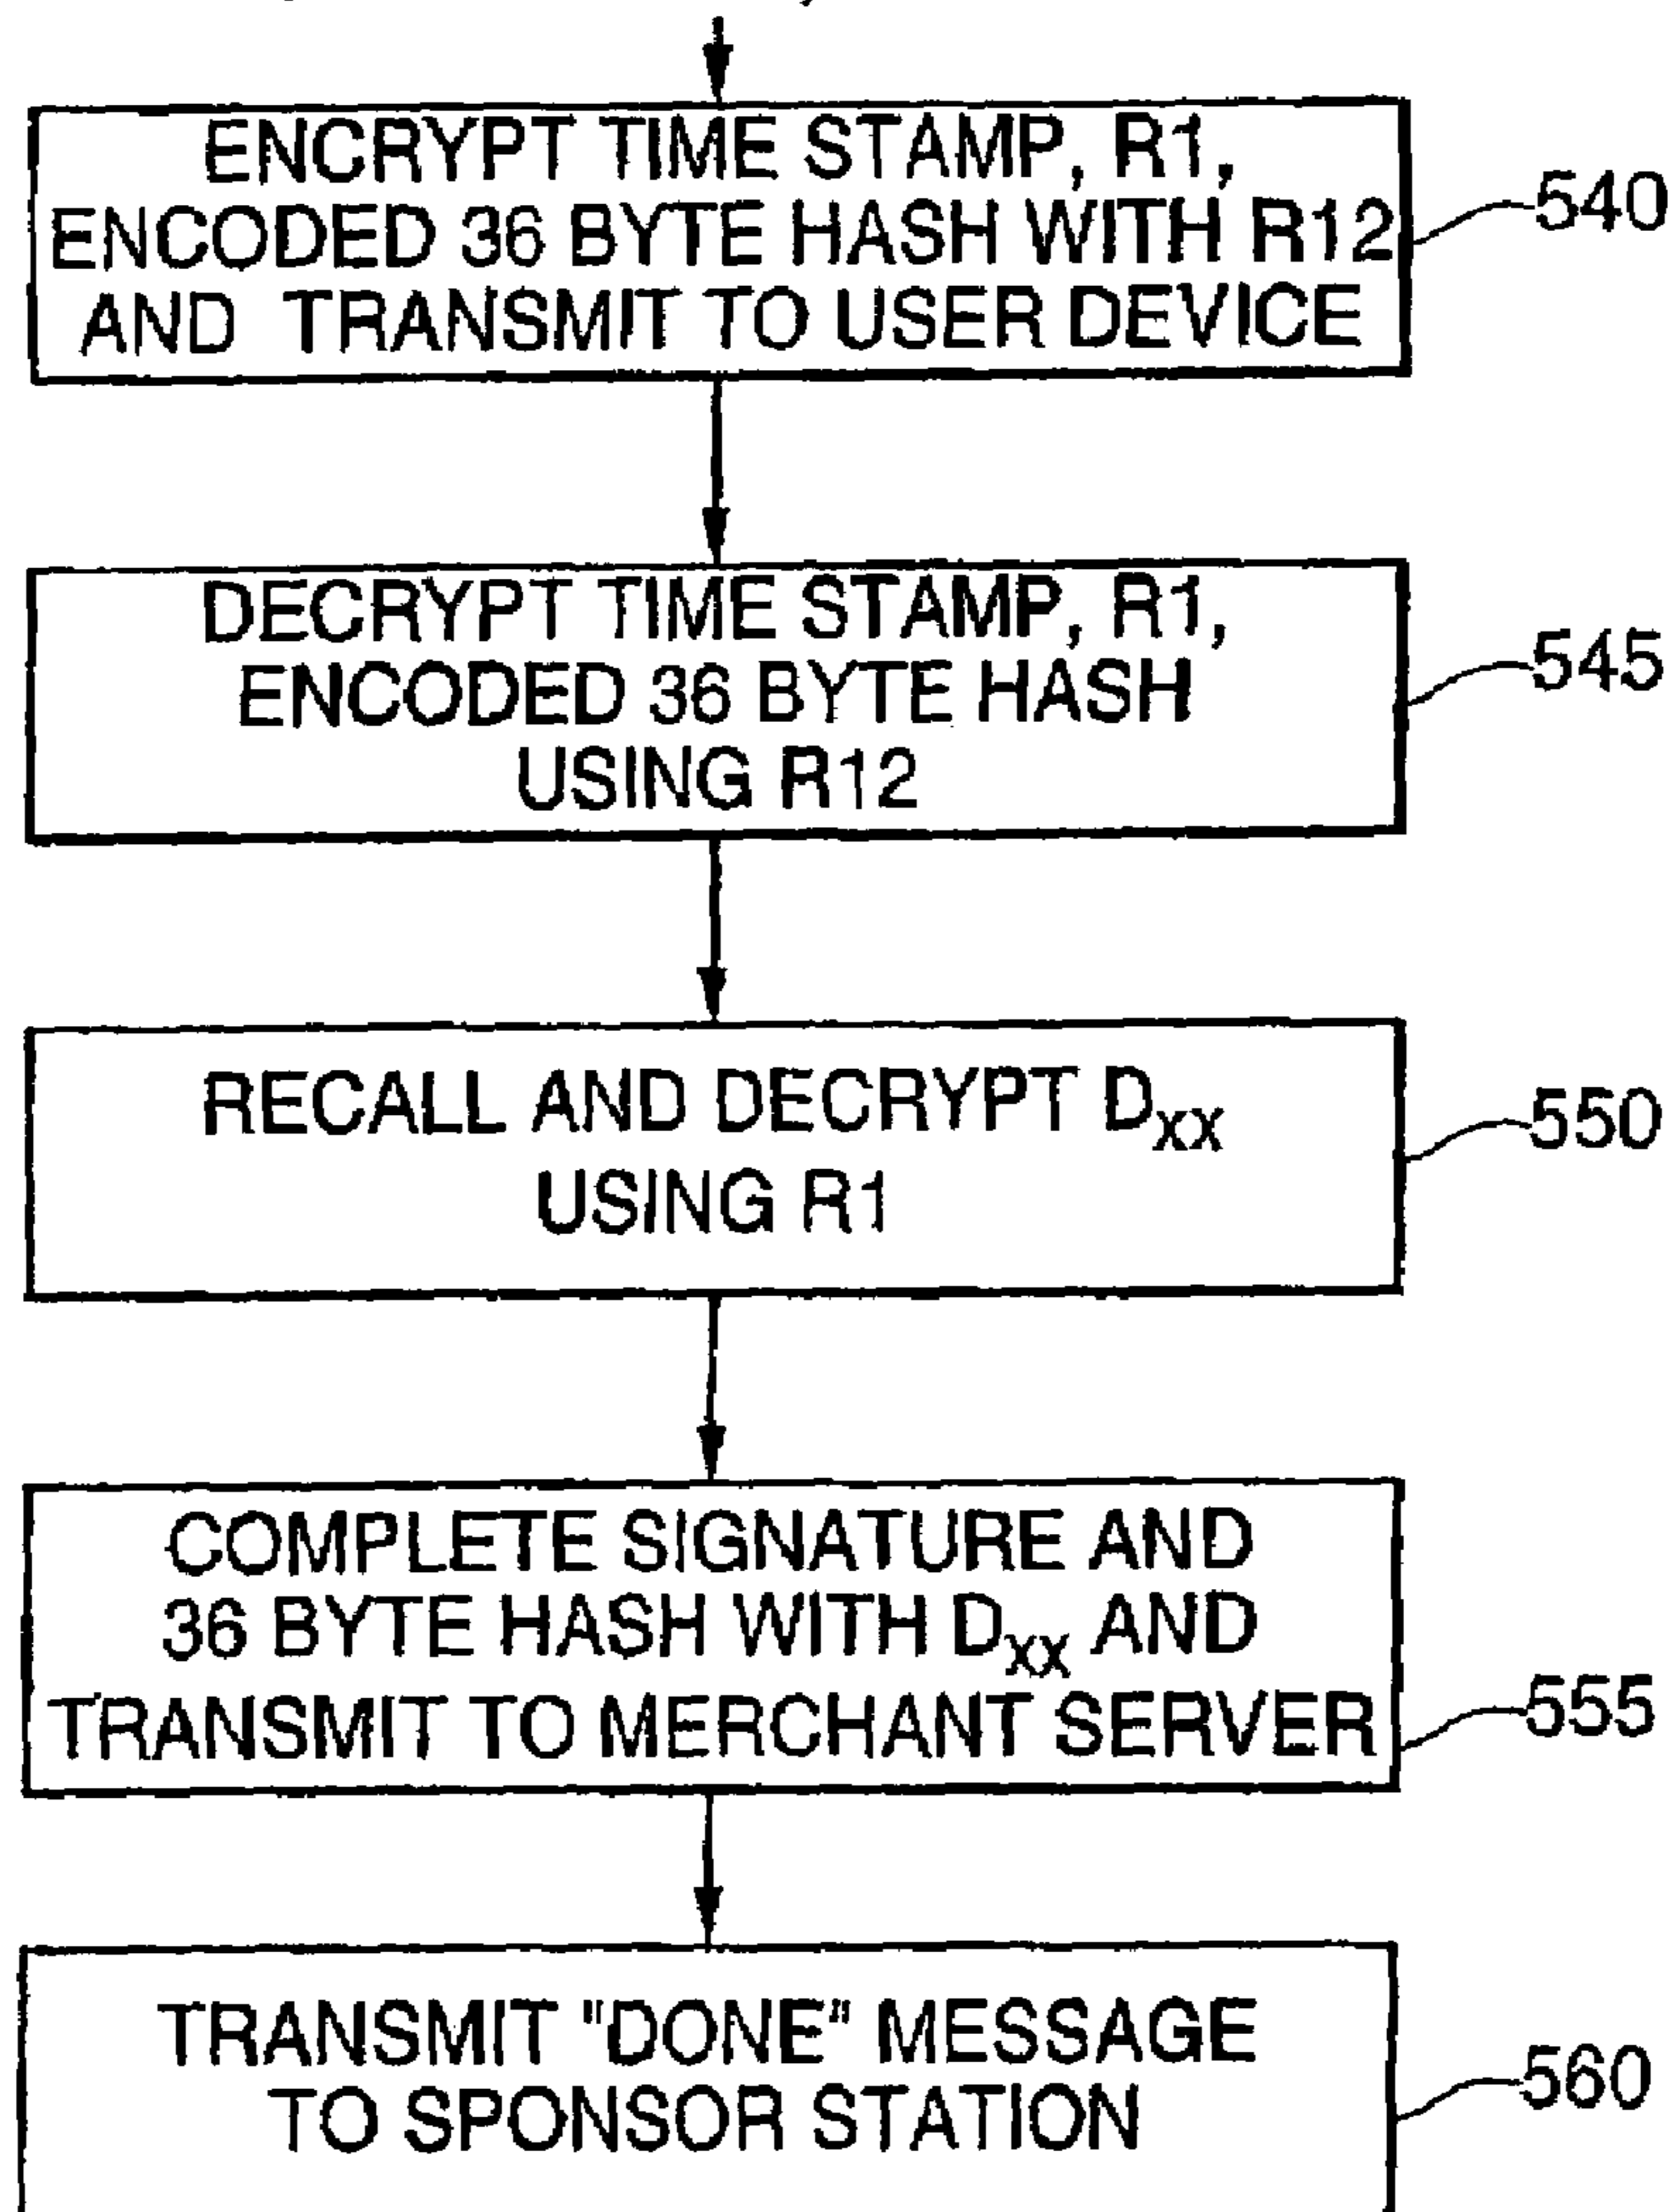 ENCRYPT TIME STAMP, R1,
ENCODED 36 BYTE HASH WITH R12
AND TRANSMIT TO USER DEVICE
540
DECRYPT TIME STAMP, R1,
ENCODED 36 BYTE HASH
USING R12
545
RECALL AND DECRYPT Dxx
USING R1
550
COMPLETE SIGNATURE AND
36 BYTE HASH WITH Dxx AND
TRANSMIT TO MERCHANT SERVER
555
TRANSMIT "DONE" MESSAGE
TO SPONSOR STATION
560